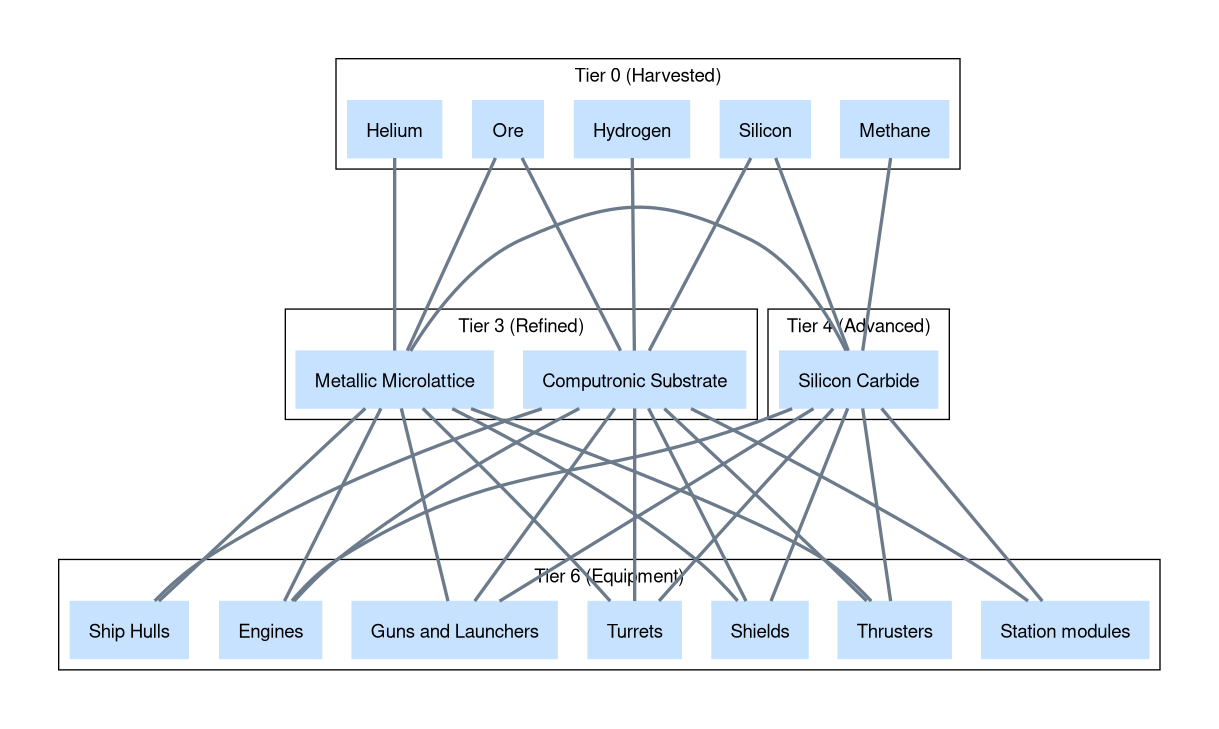 Tier 0 (Harvested)
Helium
Ore
Hydrogen
Silicon
Methane
Tier 3 (Refined)
Tier 4 (Advanced)
Metallic Microlattice
Computronic Substrate
Silicon Carbide
Tier 6 (Equipment)
Ship Hulls
Engines
Guns and Launchers
Turrets
Shields
Thrusters
Station modules